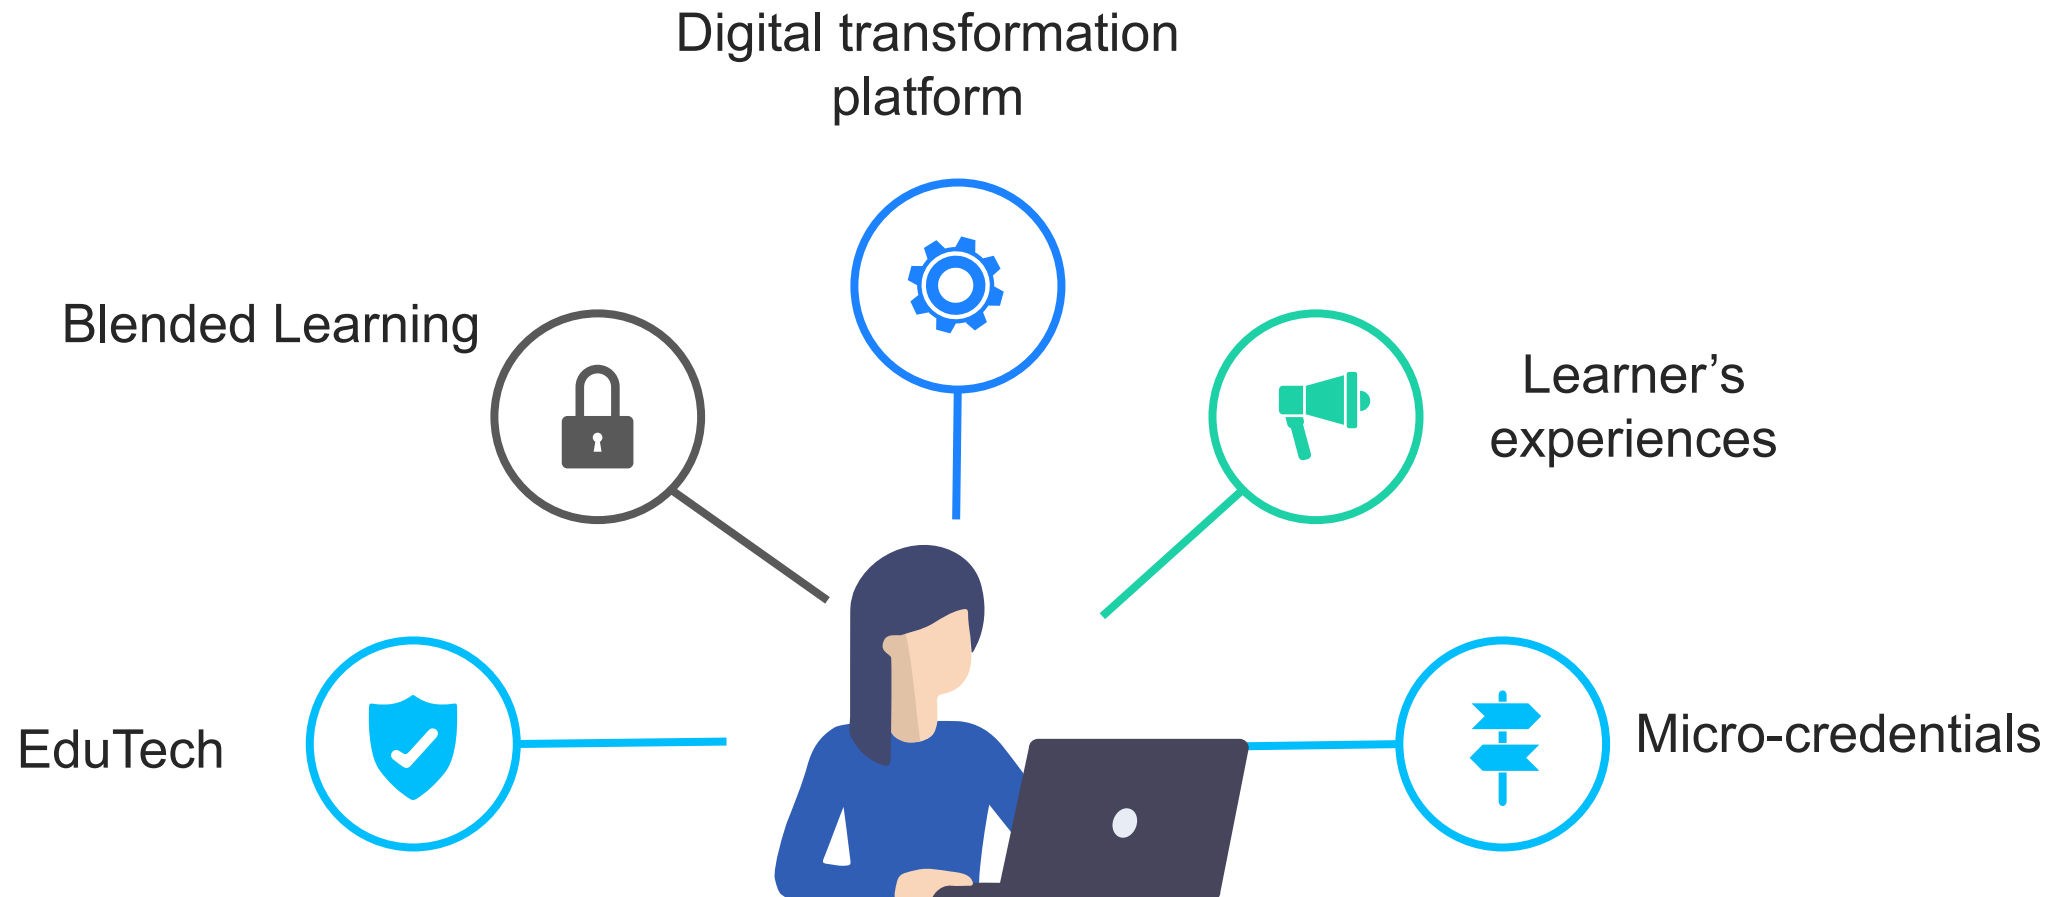 Digital transformation
platform
Blended Learning
Learner’s
experiences
EduTech
Micro-credentials